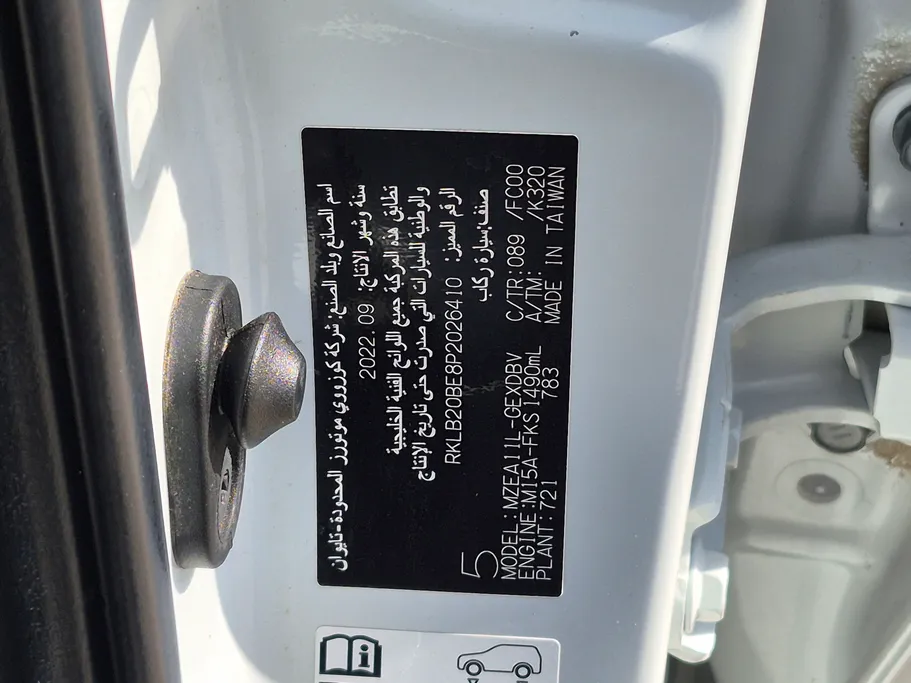 اسم الصانع وبلد الصنع: شركة كوزروي موتورز المحدودة-تايوان
سنة وشهر الإنتاج: 2022.09
تطابق هذه المركبة جميع اللوائح الفنية الخليجية
والوطنية للسيارات التي صدرت حتى تاريخ الإنتاج
الرقم المميز: RKLB20BE8P2026410
صنف:سيارة ركاب
5
MODEL:MZEA11L-GEXDBV C/TR:089 /FC00
ENGINE:M15A-FKS 1490mL A/TM: /K320
PLANT:721 783 MADE IN TAIWAN